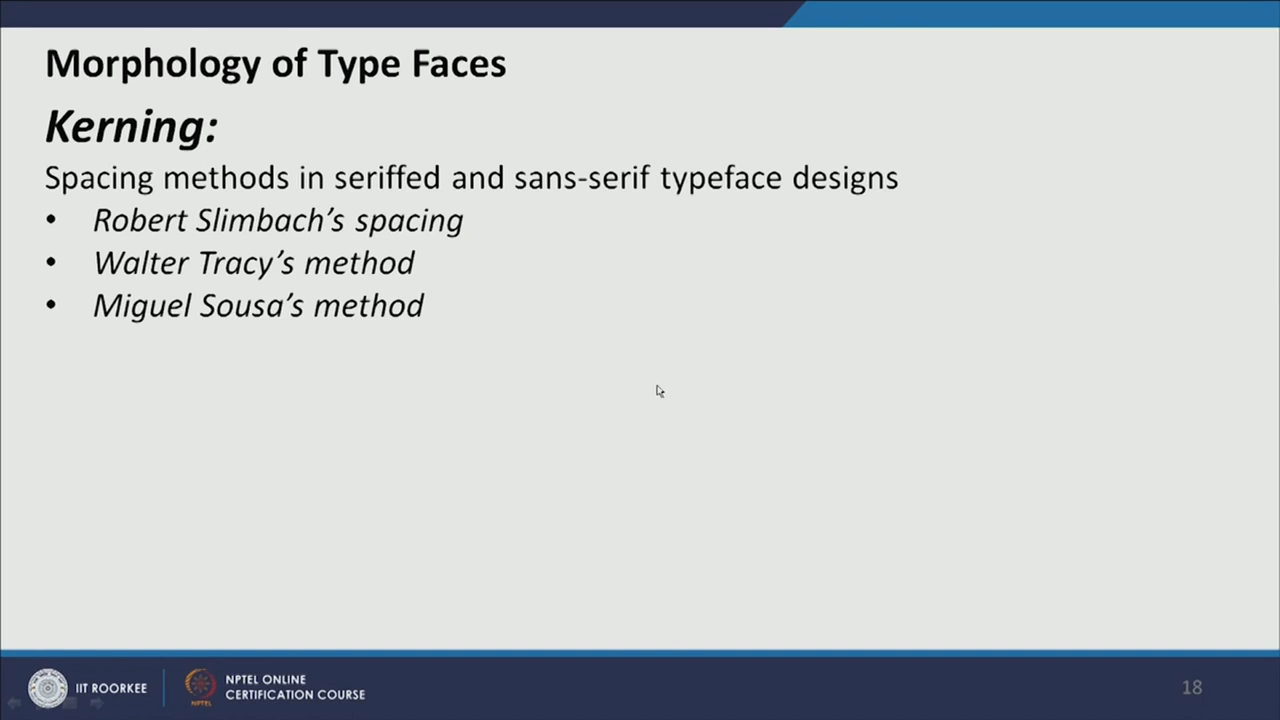 Morphology of Type Faces
Kerning:
Spacing methods in seriffed and sans-serif typeface designs
• Robert Slimbach’s spacing
• Walter Tracy’s method
• Miguel Sousa’s method
IIT ROORKEE
NPTEL
NPTEL ONLINE
CERTIFICATION COURSE
18